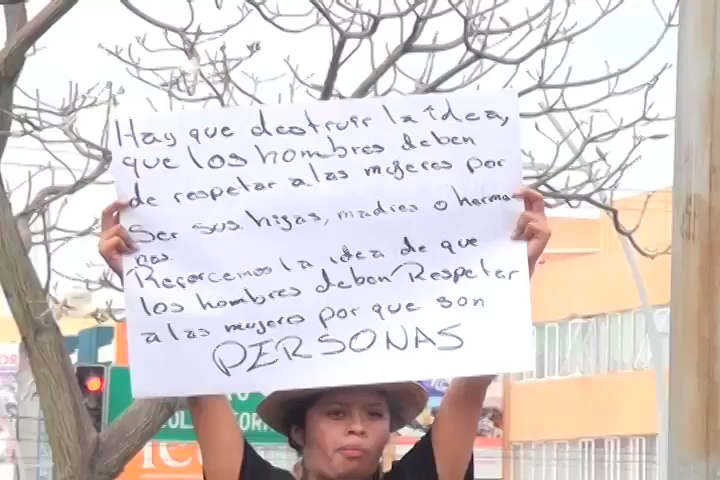 Hay que destruir la idea,
que los hombres deben
de respetar a las mujeres por
Ser sus hijas, madres o herma-
nas.
Reforcemos la idea de que
los hombres deben Respetar
a las mujeres por que son
PERSONAS